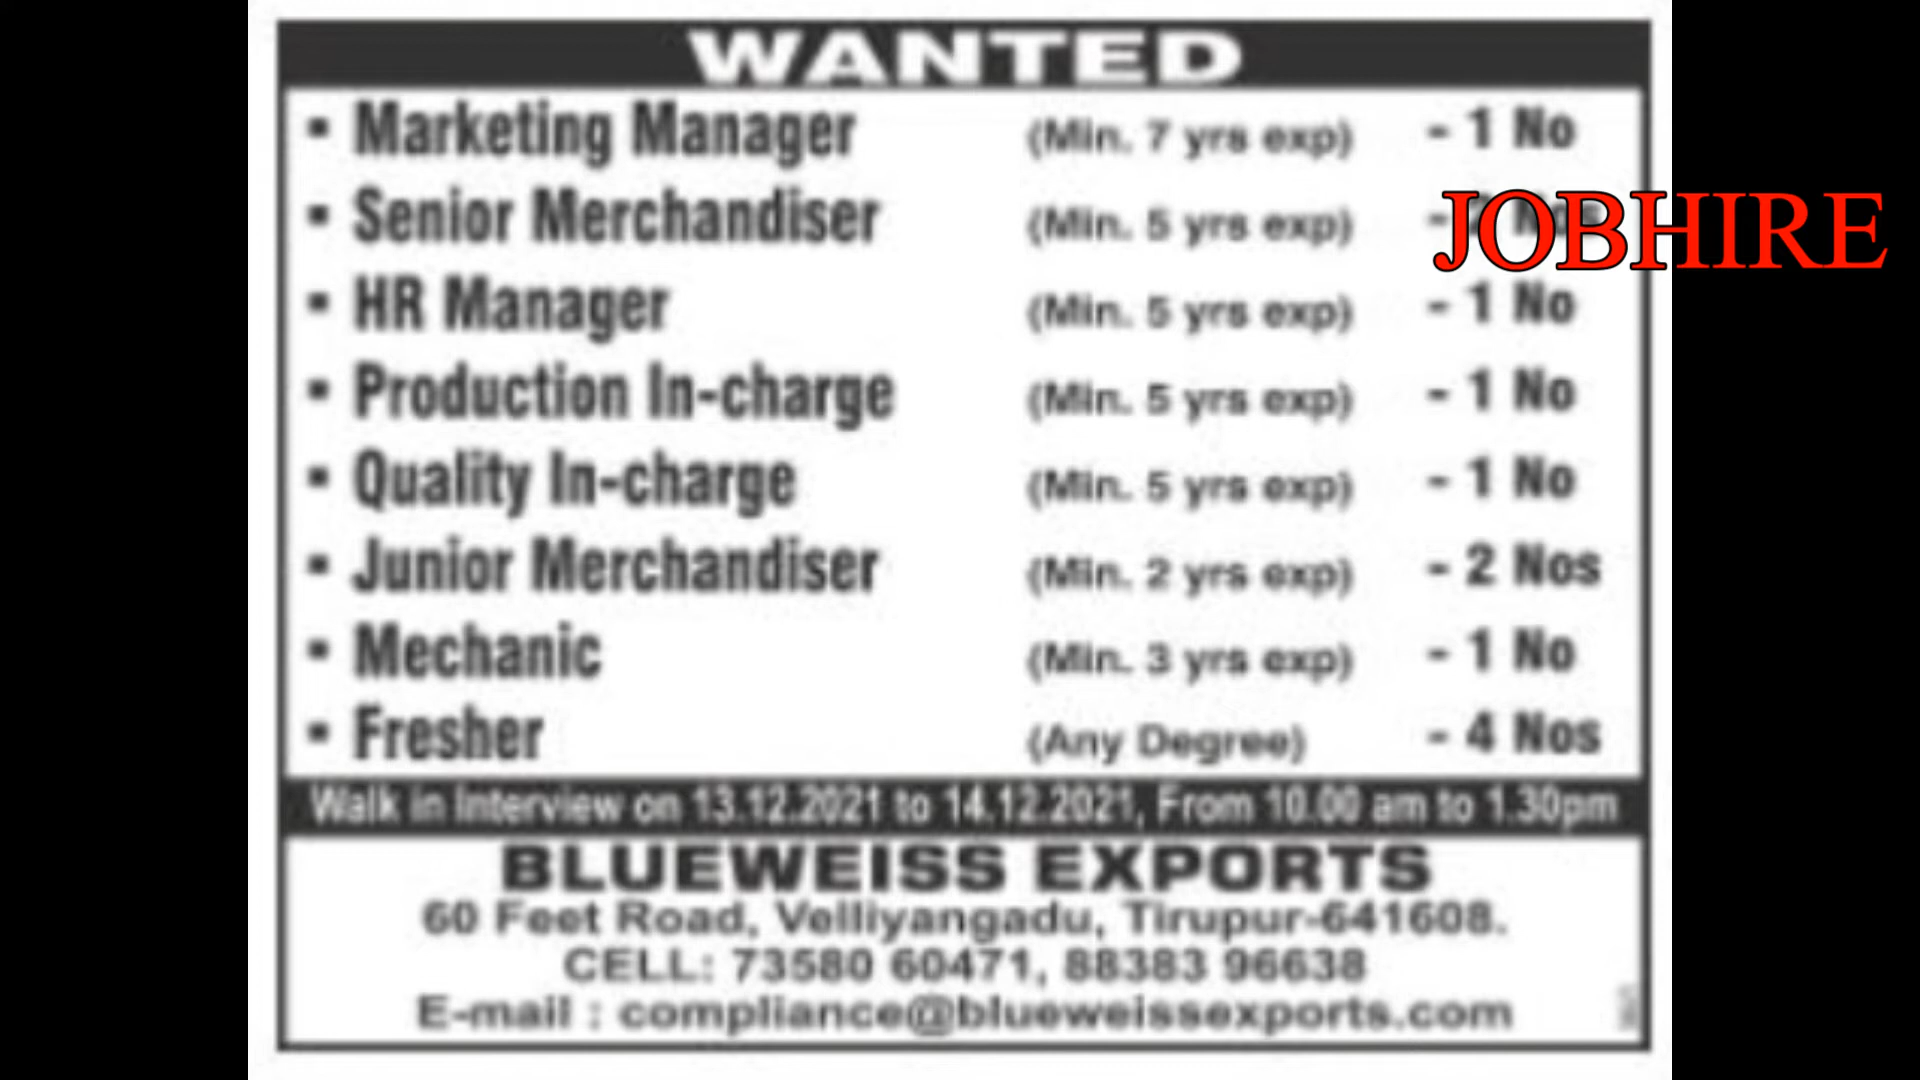 WANTED
▪ Marketing Manager (Min. 7 yrs exp) - 1 No
▪ Senior Merchandiser (Min. 5 yrs exp) -
JOBHIRE
▪ HR Manager (Min. 5 yrs exp) - 1 No
▪ Production In-charge (Min. 5 yrs exp) - 1 No
▪ Quality In-charge (Min. 5 yrs exp) - 1 No
▪ Junior Merchandiser (Min. 2 yrs exp) - 2 Nos
▪ Mechanic (Min. 3 yrs exp) - 1 No
▪ Fresher (Any Degree) - 4 Nos
Walk in Interview on 13.12.2021 to 14.12.2021, From 10.00 am to 1.30pm
BLUEWEISS EXPORTS
60 Feet Road, Velliyangadu, Tirupur-641608.
CELL: 73580 60471, 88383 96638
E-mail : compliance@blueweissexports.com